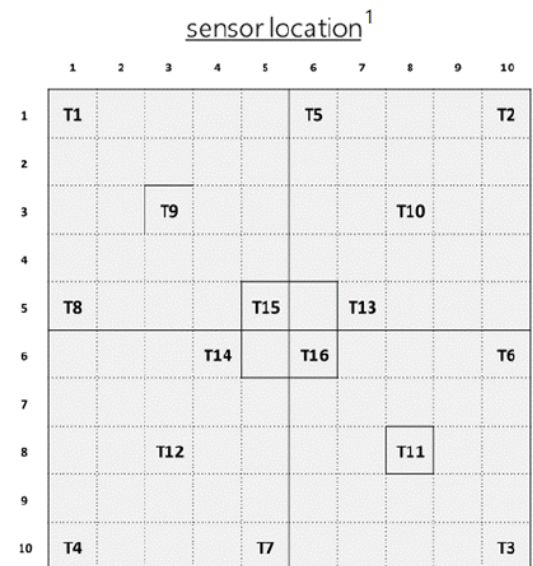 sensor location1
1 2 3 4 5 6 7 8 9 10
1 T1 T5 T2
2
3 T9 T10
4
5 T8 T15 T13
6 T14 T16 T6
7
8 T12 T11
9
10 T4 T7 T3